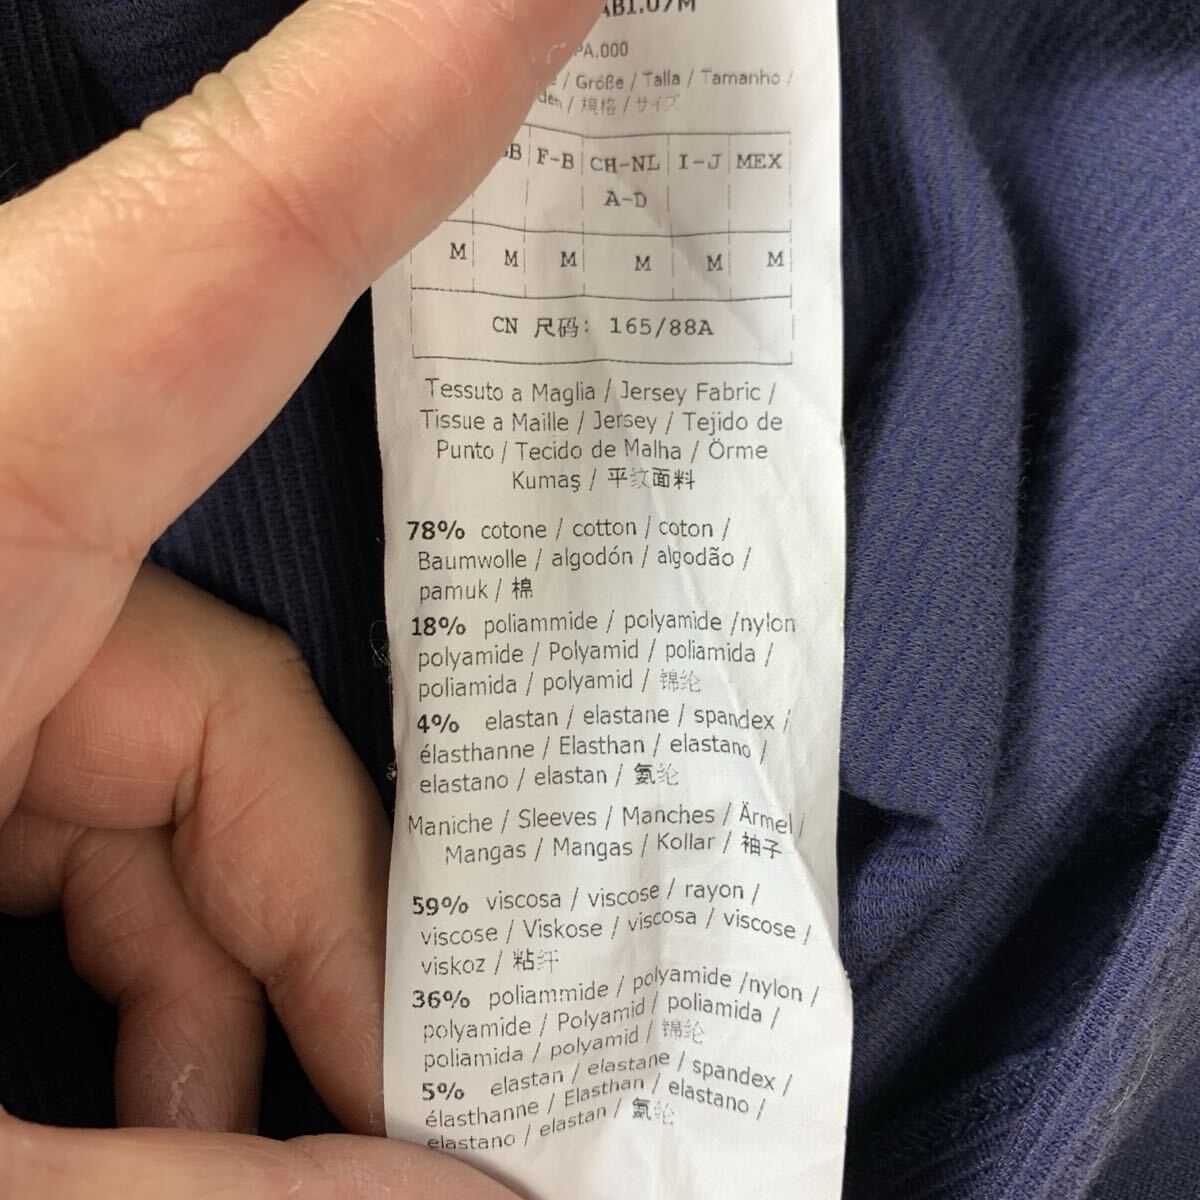 AB1.07M
PA.000
/ Größe / Talla / Tamanho /
/ 規格 / サイズ
GB F-B CH-NL I-J MEX
A-D
M M M M M M
CN 尺码: 165/88A
Tessuto a Maglia / Jersey Fabric /
Tissue a Maille / Jersey / Tejido de
Punto / Tecido de Malha / Örme
Kumaş / 平纹面料
78% cotone / cotton / coton /
Baumwolle / algodón / algodão /
pamuk / 棉
18% poliammide / polyamide /nylon
polyamide / Polyamid / poliamida /
poliamida / polyamid / 锦纶
4% elastan / elastane / spandex /
élasthanne / Elasthan / elastano /
elastano / elastan / 氨纶
Maniche / Sleeves / Manches / Ärmel /
Mangas / Mangas / Kollar / 袖子
59% viscosa / viscose / rayon /
viscose / Viskose / viscosa / viscose /
viskoz / 粘纤
36% poliammide / polyamide /nylon /
polyamide / Polyamid / poliamida /
poliamida / polyamid / 锦纶
5% elastan / elastane / spandex /
élasthanne / Elasthan / elastano /
elastano / elastan / 氨纶